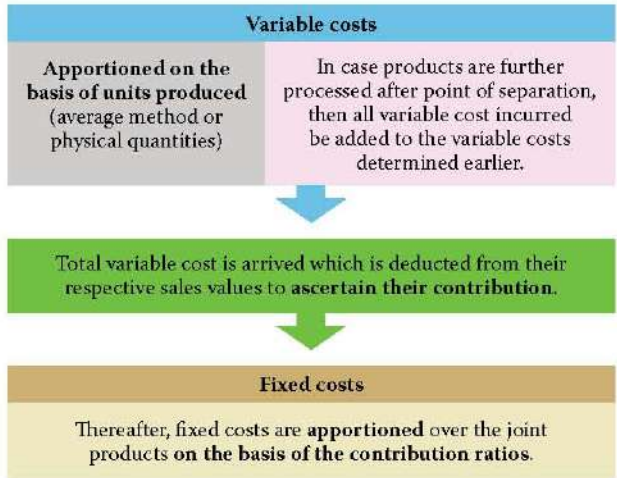 Variable costs
Apportioned on the
basis of units produced
(average method or
physical quantities)
In case products are further
processed after point of separation,
then all variable cost incurred
be added to the variable costs
determined earlier.
Total variable cost is arrived which is deducted from their
respective sales values to ascertain their contribution.
Fixed costs
Thereafter, fixed costs are apportioned over the joint
products on the basis of the contribution ratios.